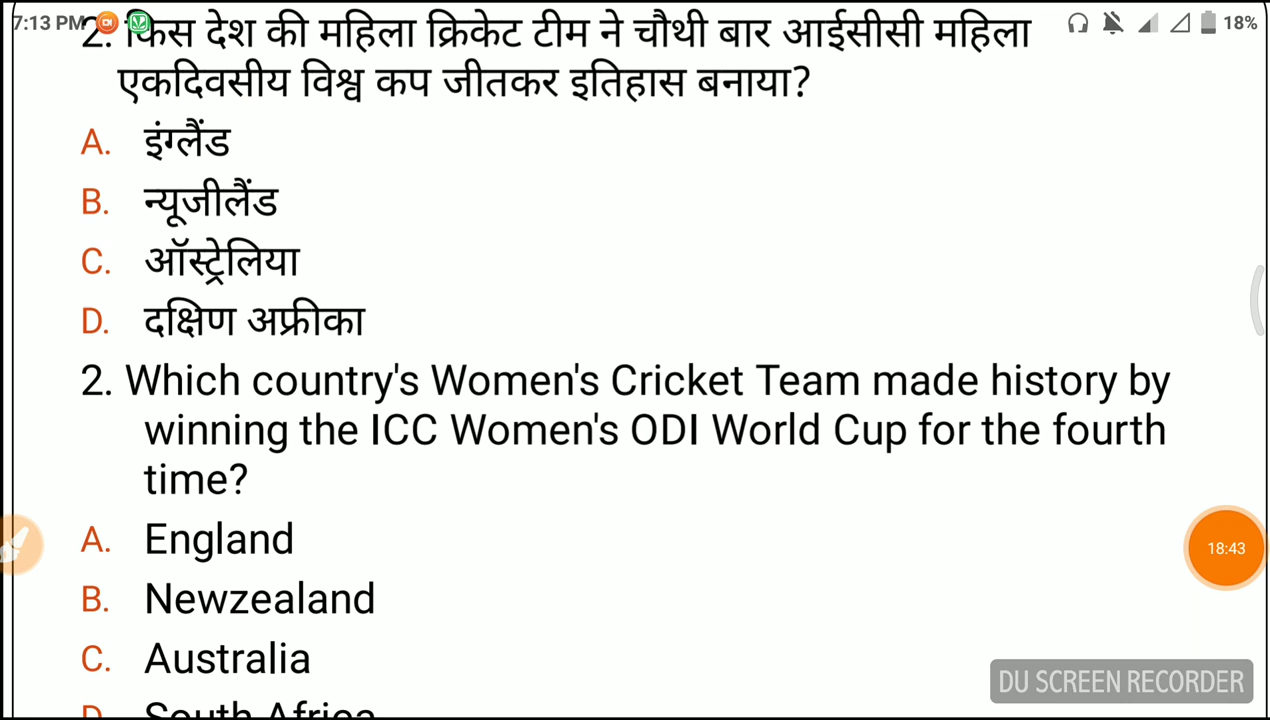 7:13 PM 18%
2. किस देश की महिला क्रिकेट टीम ने चौथी बार आईसीसी महिला
एकदिवसीय विश्व कप जीतकर इतिहास बनाया?
A. इंग्लैंड
B. न्यूजीलैंड
C. ऑस्ट्रेलिया
D. दक्षिण अफ्रीका
2. Which country's Women's Cricket Team made history by
winning the ICC Women's ODI World Cup for the fourth
time?
A. England
18:43
B. Newzealand
C. Australia
DU SCREEN RECORDER
D. South Africa